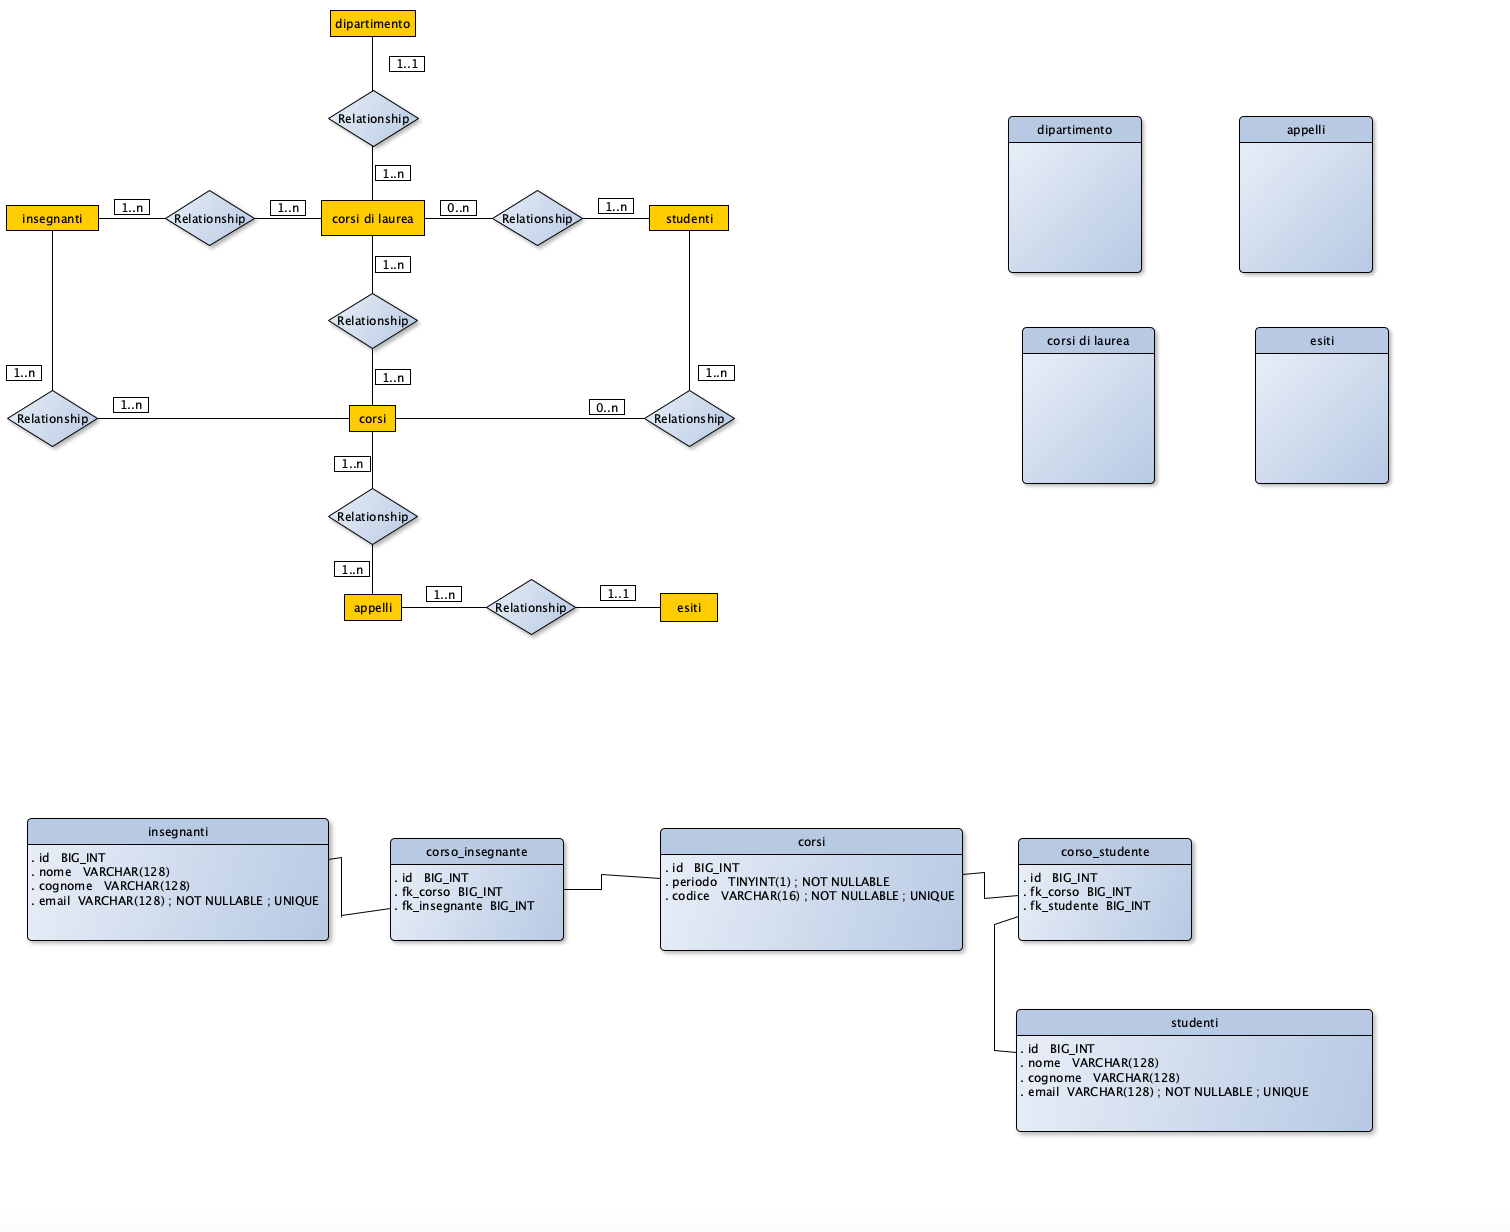 dipartimento
1..1
Relationship
1..n
insegnanti
1..n
Relationship
1..n
corsi di laurea
0..n
Relationship
1..n
studenti
1..n
Relationship
1..n
1..n
1..n
Relationship
1..n
corsi
0..n
Relationship
1..n
Relationship
1..n
appelli
1..n
Relationship
1..1
esiti
dipartimento
appelli
corsi di laurea
esiti
insegnanti
. id BIG_INT
. nome VARCHAR(128)
. cognome VARCHAR(128)
. email VARCHAR(128) ; NOT NULLABLE ; UNIQUE
corso_insegnante
. id BIG_INT
. fk_corso BIG_INT
. fk_insegnante BIG_INT
corsi
. id BIG_INT
. periodo TINYINT(1) ; NOT NULLABLE
. codice VARCHAR(16) ; NOT NULLABLE ; UNIQUE
corso_studente
. id BIG_INT
. fk_corso BIG_INT
. fk_studente BIG_INT
studenti
. id BIG_INT
. nome VARCHAR(128)
. cognome VARCHAR(128)
. email VARCHAR(128) ; NOT NULLABLE ; UNIQUE